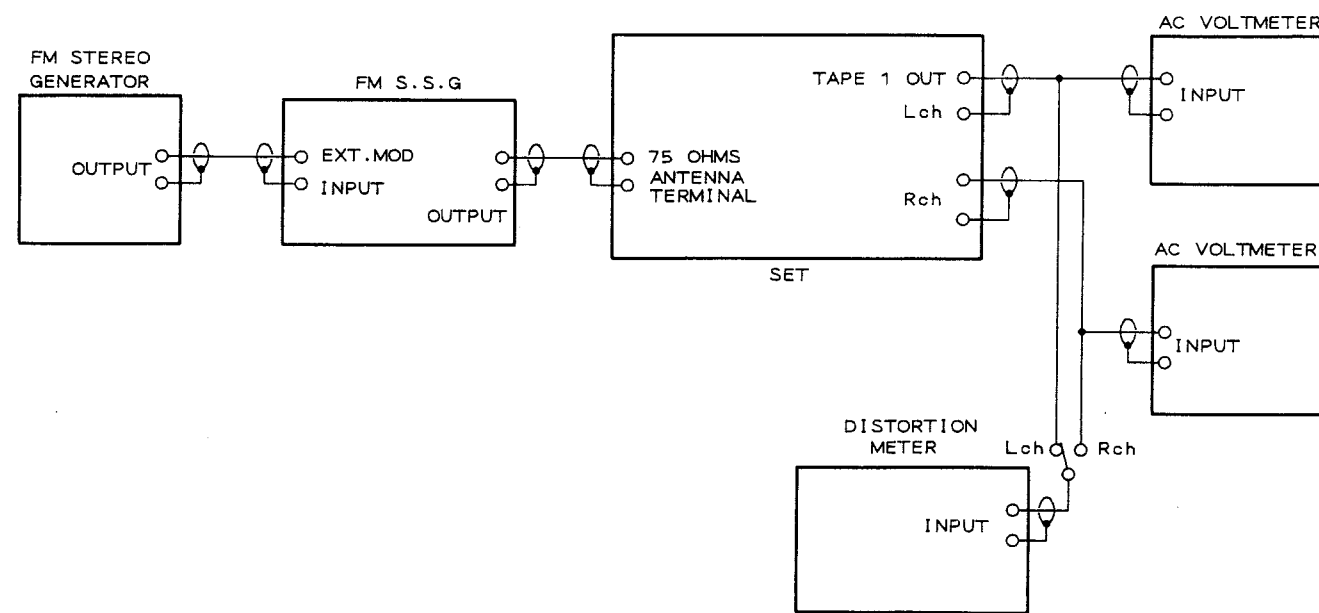 FM STEREO
GENERATOR
OUTPUT
FM S.S.G
EXT.MOD
INPUT
OUTPUT
75 OHMS
ANTENNA
TERMINAL
TAPE 1 OUT
Lch
Rch
SET
AC VOLTMETER
INPUT
AC VOLTMETER
INPUT
DISTORTION
METER
Lch
Rch
INPUT